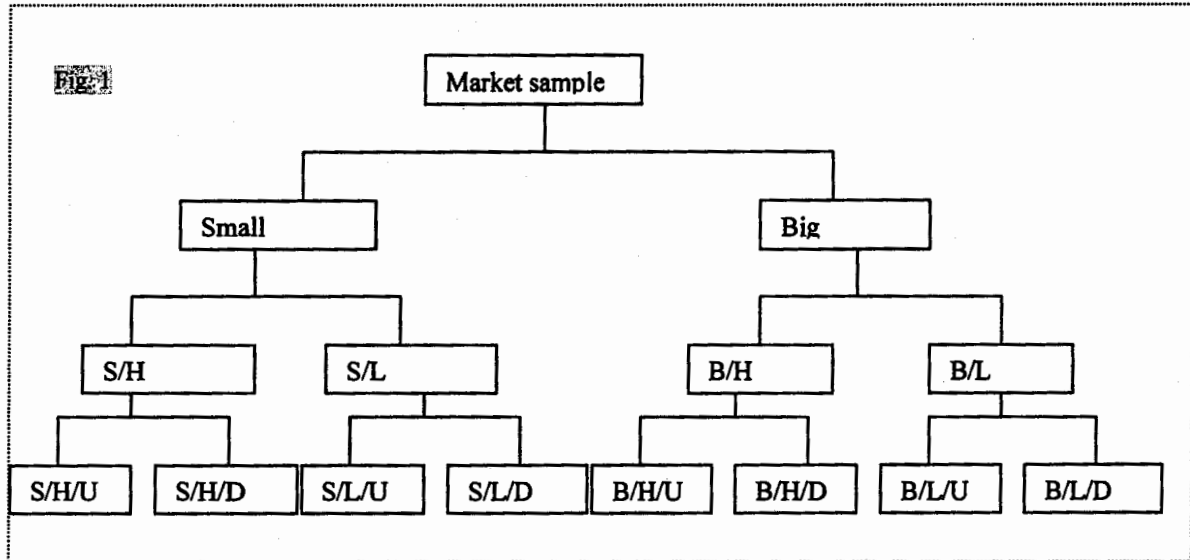 Fig. 1
Market sample
Small
Big
S/H
S/L
B/H
B/L
S/H/U
S/H/D
S/L/U
S/L/D
B/H/U
B/H/D
B/L/U
B/L/D